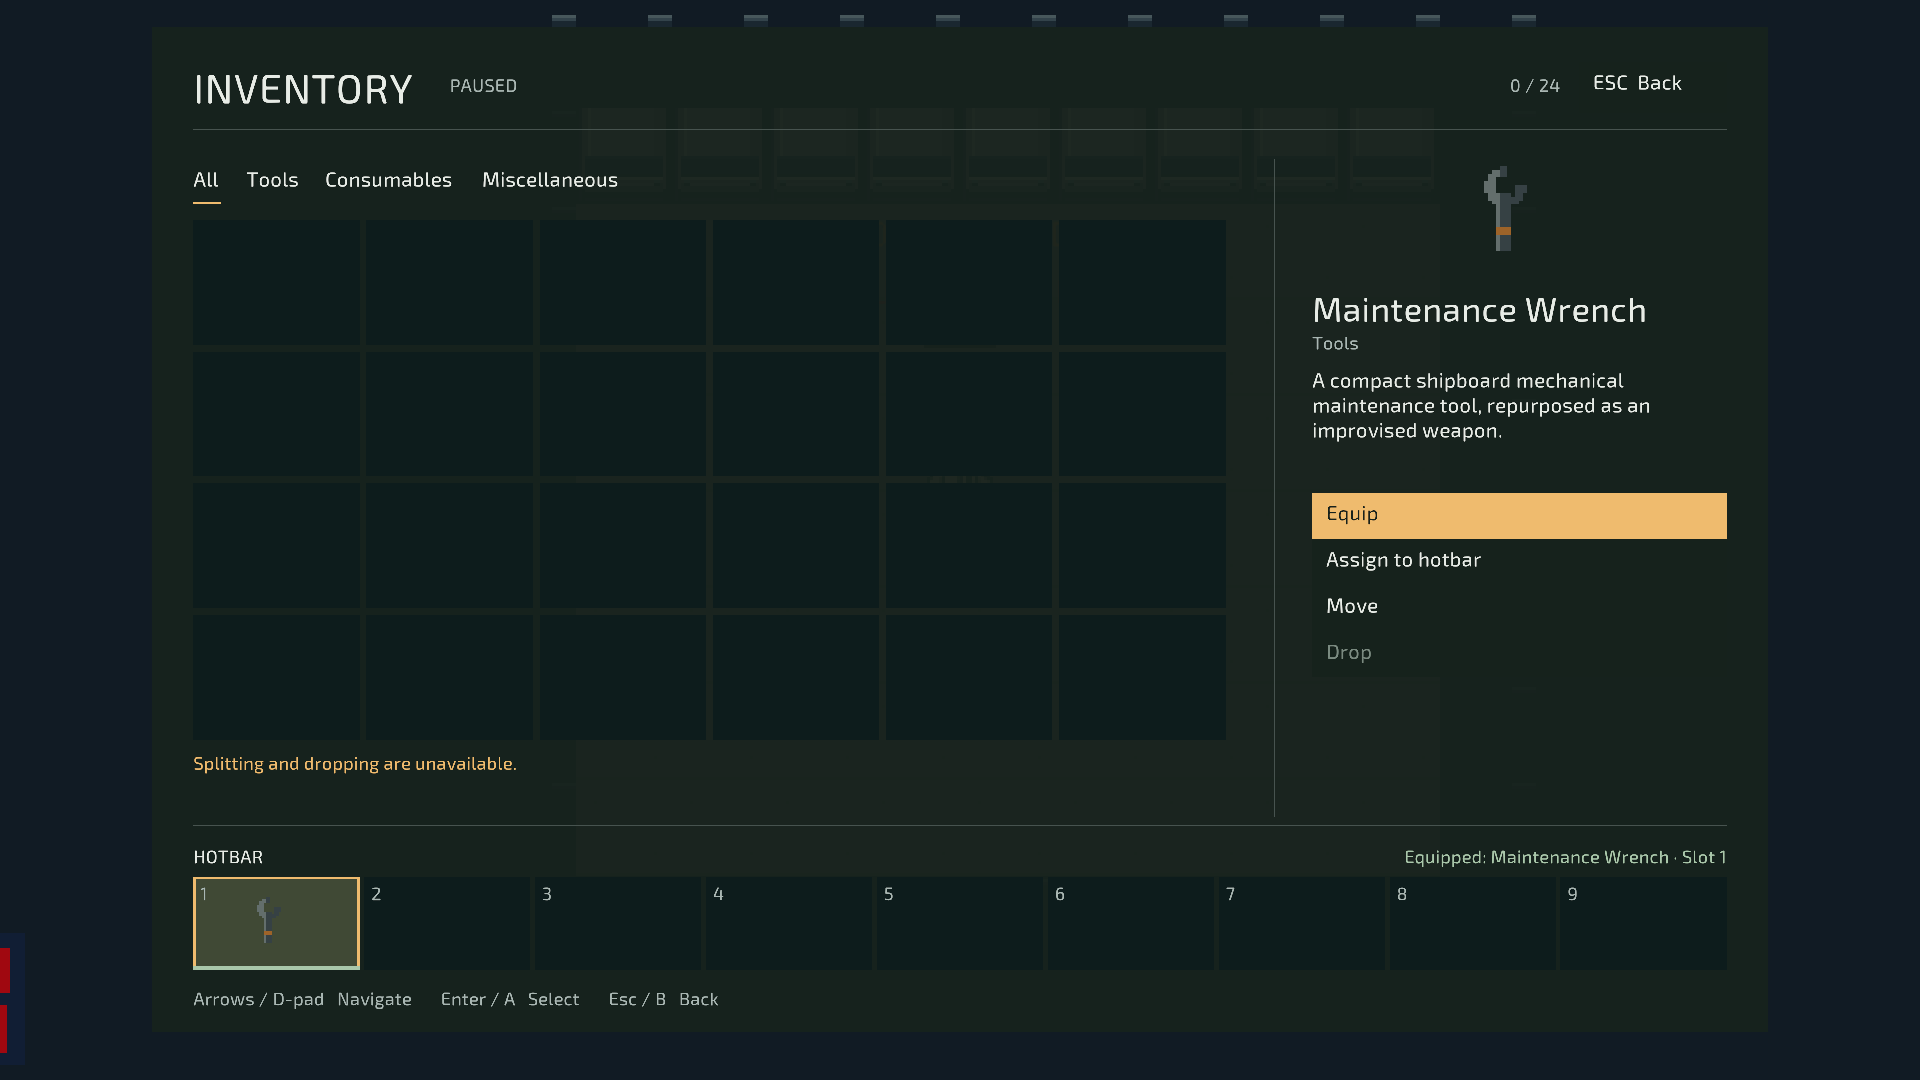 INVENTORY PAUSED 0 / 24 ESC Back
All Tools Consumables Miscellaneous
Maintenance Wrench
Tools
A compact shipboard mechanical
maintenance tool, repurposed as an
improvised weapon.
Equip
Assign to hotbar
Move
Drop
Splitting and dropping are unavailable.
HOTBAR Equipped: Maintenance Wrench · Slot 1
1 2 3 4 5 6 7 8 9
Arrows / D-pad Navigate Enter / A Select Esc / B Back